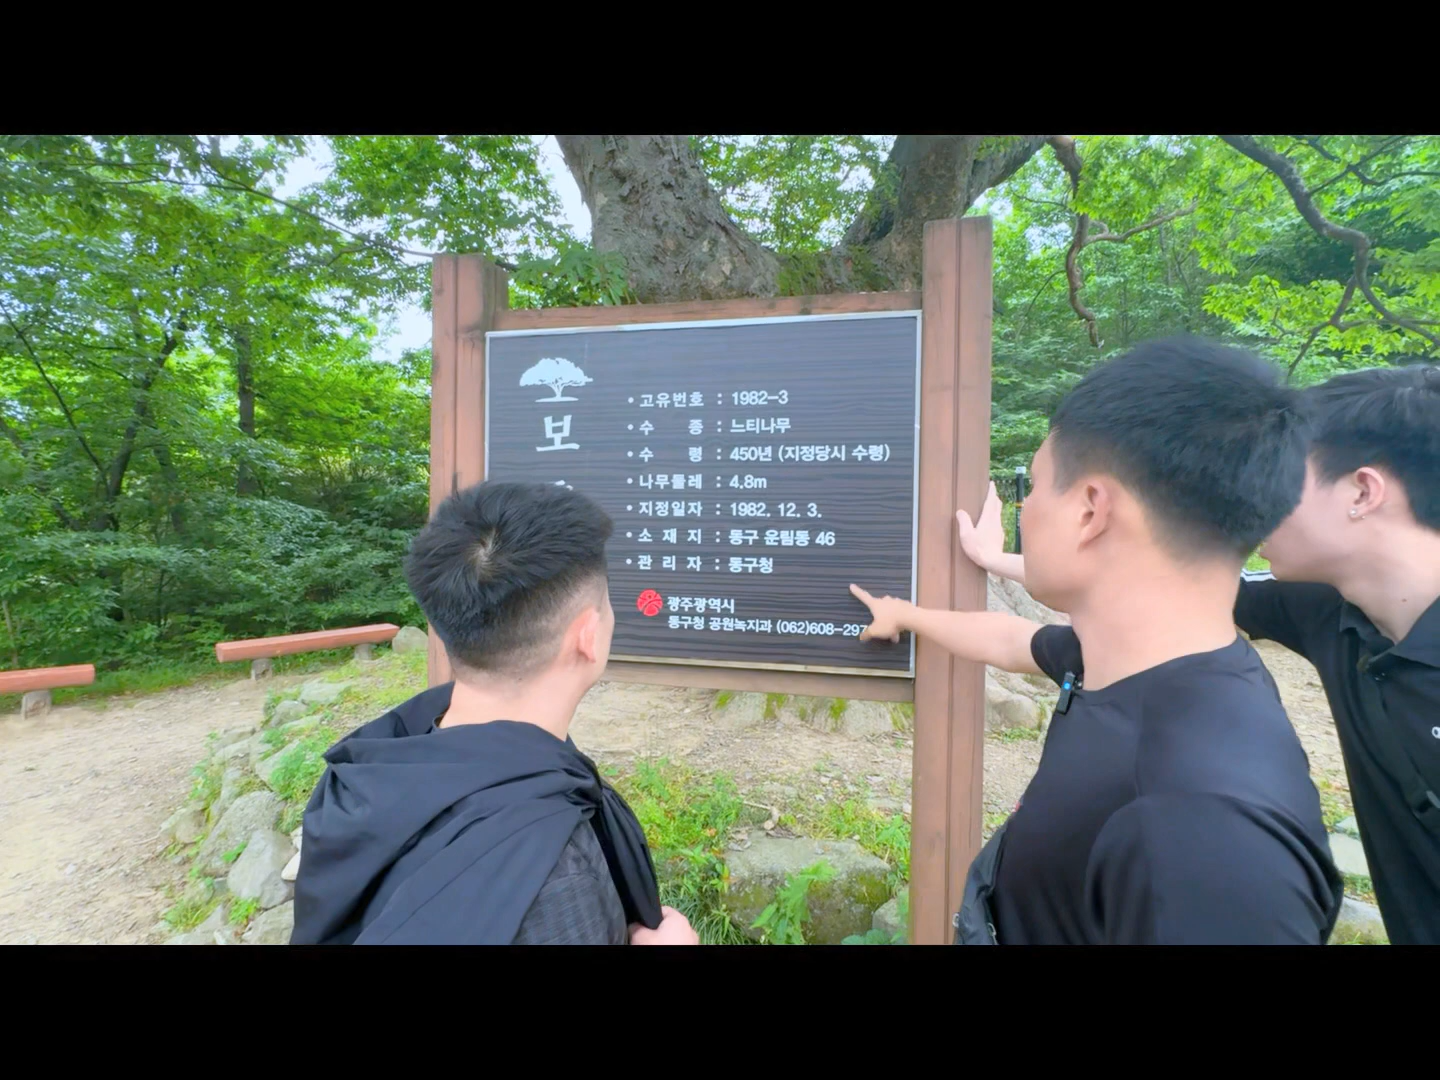 보
• 고유번호 : 1982-3
• 수 종 : 느티나무
• 수 령 : 450년 (지정당시 수령)
• 나무둘레 : 4.8m
• 지정일자 : 1982. 12. 3.
• 소 재 지 : 동구 운림동 46
• 관 리 자 : 동구청
광주광역시
동구청 공원녹지과 (062)608-297